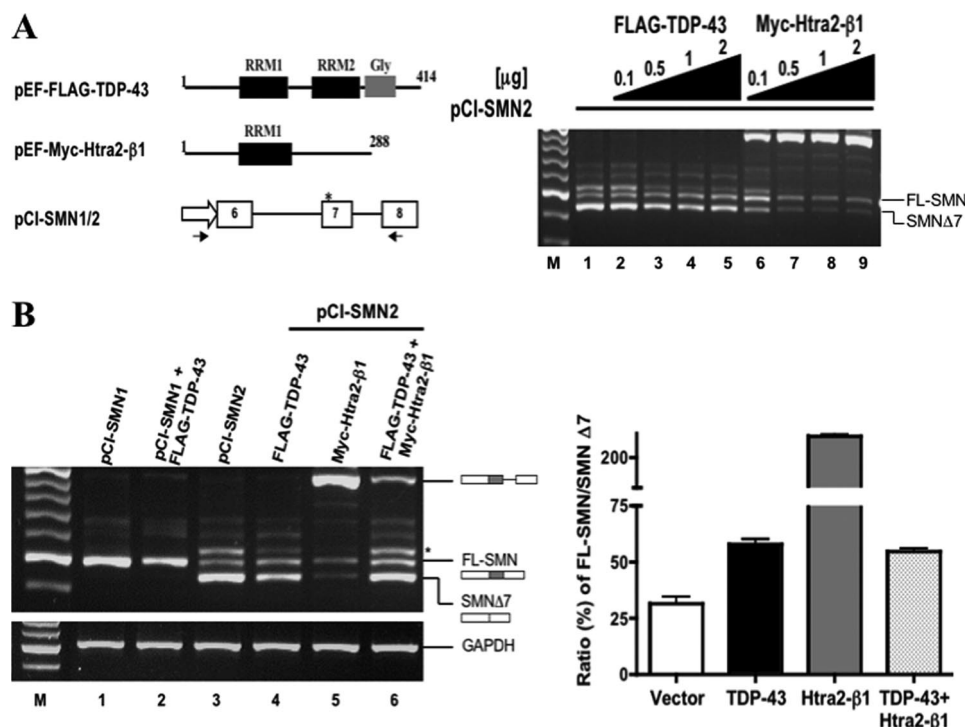 A
pEF-FLAG-TDP-43
1
RRM1
RRM2
Gly
414
pEF-Myc-Htra2-β1
1
RRM1
288
pCI-SMN1/2
6
*
7
8
FLAG-TDP-43
Myc-Htra2-β1
[µg]
0.1
0.5
1
2
0.1
0.5
1
2
pCI-SMN2
FL-SMN
SMNΔ7
M 1 2 3 4 5 6 7 8 9
B
pCI-SMN2
pCI-SMN1
pCI-SMN1 +
FLAG-TDP-43
pCI-SMN2
FLAG-TDP-43
Myc-Htra2-β1
FLAG-TDP-43 +
Myc-Htra2-β1
*
FL-SMN
SMNΔ7
GAPDH
M 1 2 3 4 5 6
Ratio (%) of FL-SMN/SMN Δ7
200
75
50
25
0
Vector
TDP-43
Htra2-β1
TDP-43+
Htra2-β1